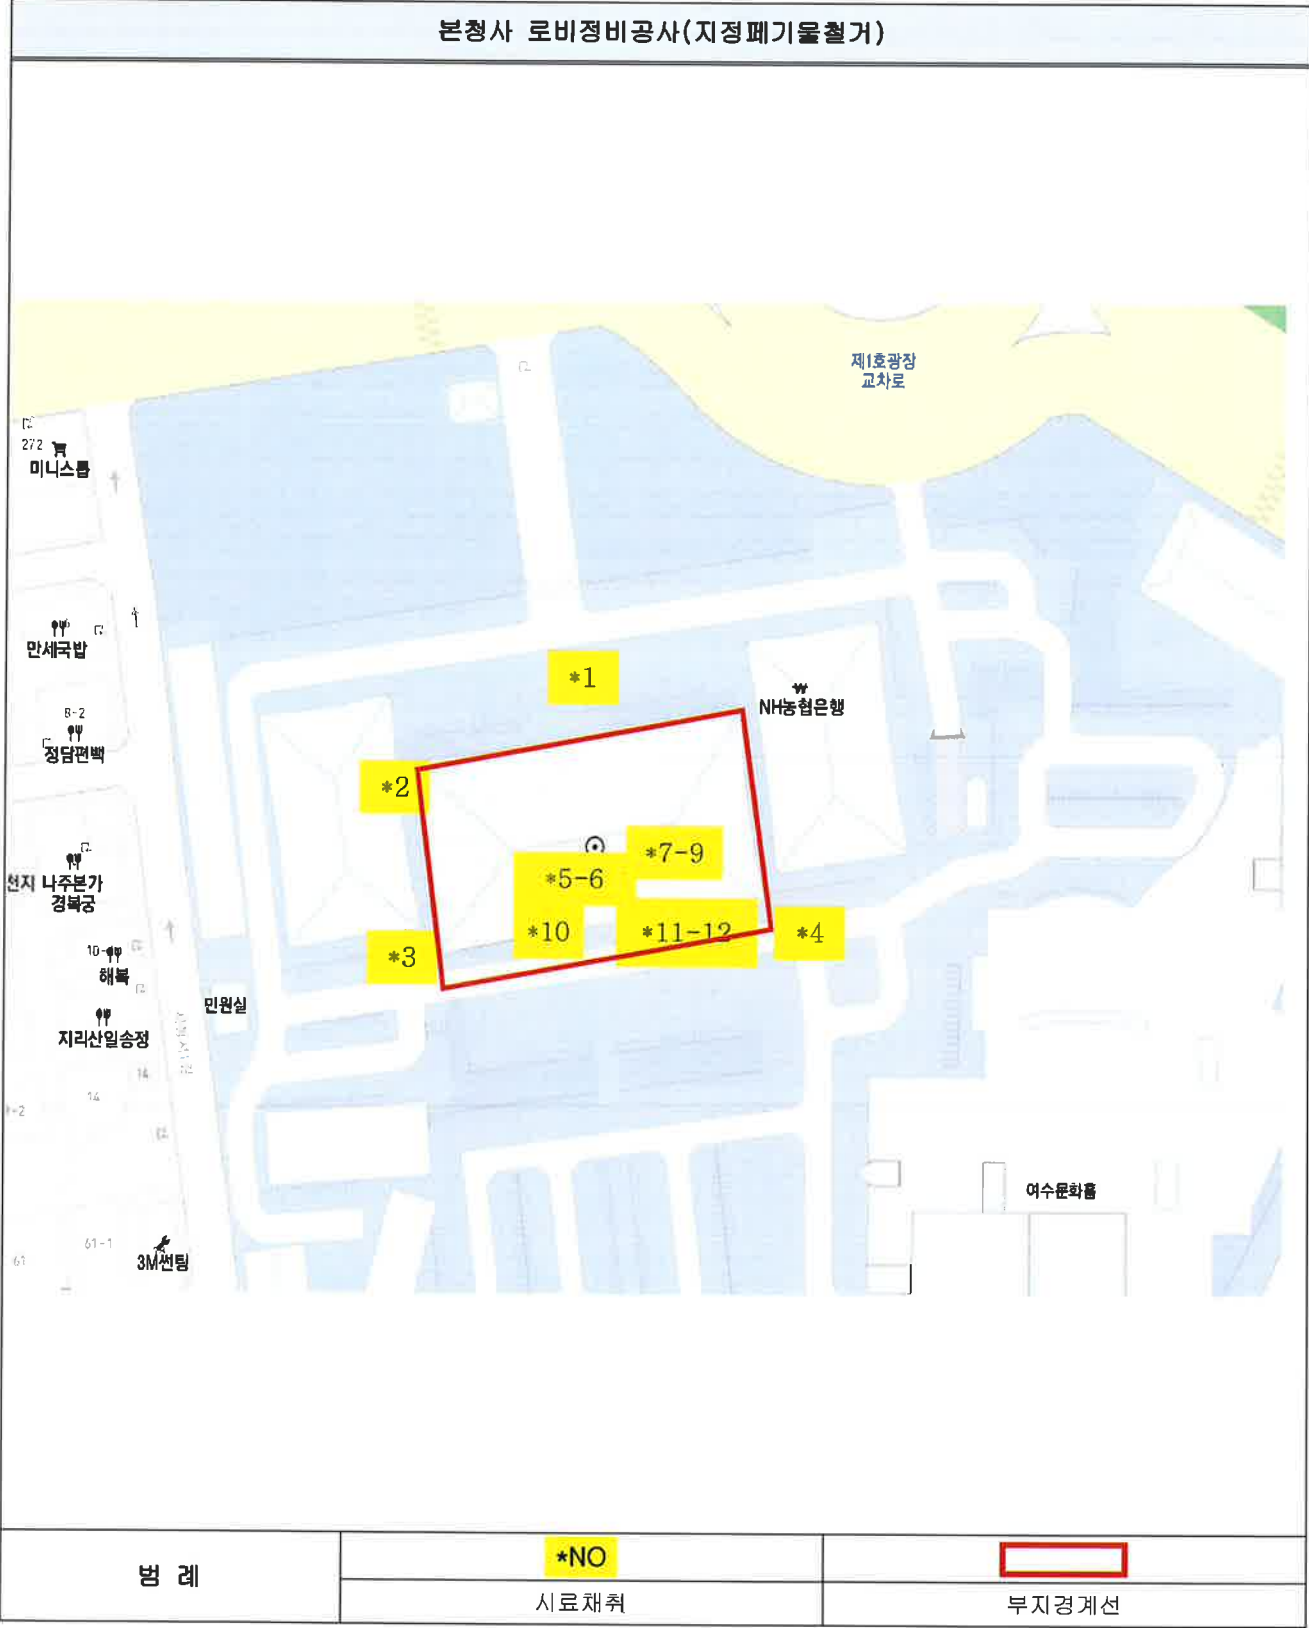 본청사 로비정비공사(지정폐기물철거)
제1호광장
교차로
272
미니스톱
*1
만세국밥
NH농협은행
8-2
정담편백
*2
*7-9
*5-6
천지 나주본가
경복궁
*10
*11-12
*4
10-
해복
*3
민원실
지리산일송정
14
14
여수문화홀
61-1
61
3M썬팅
범 례
*NO
시료채취
부지경계선